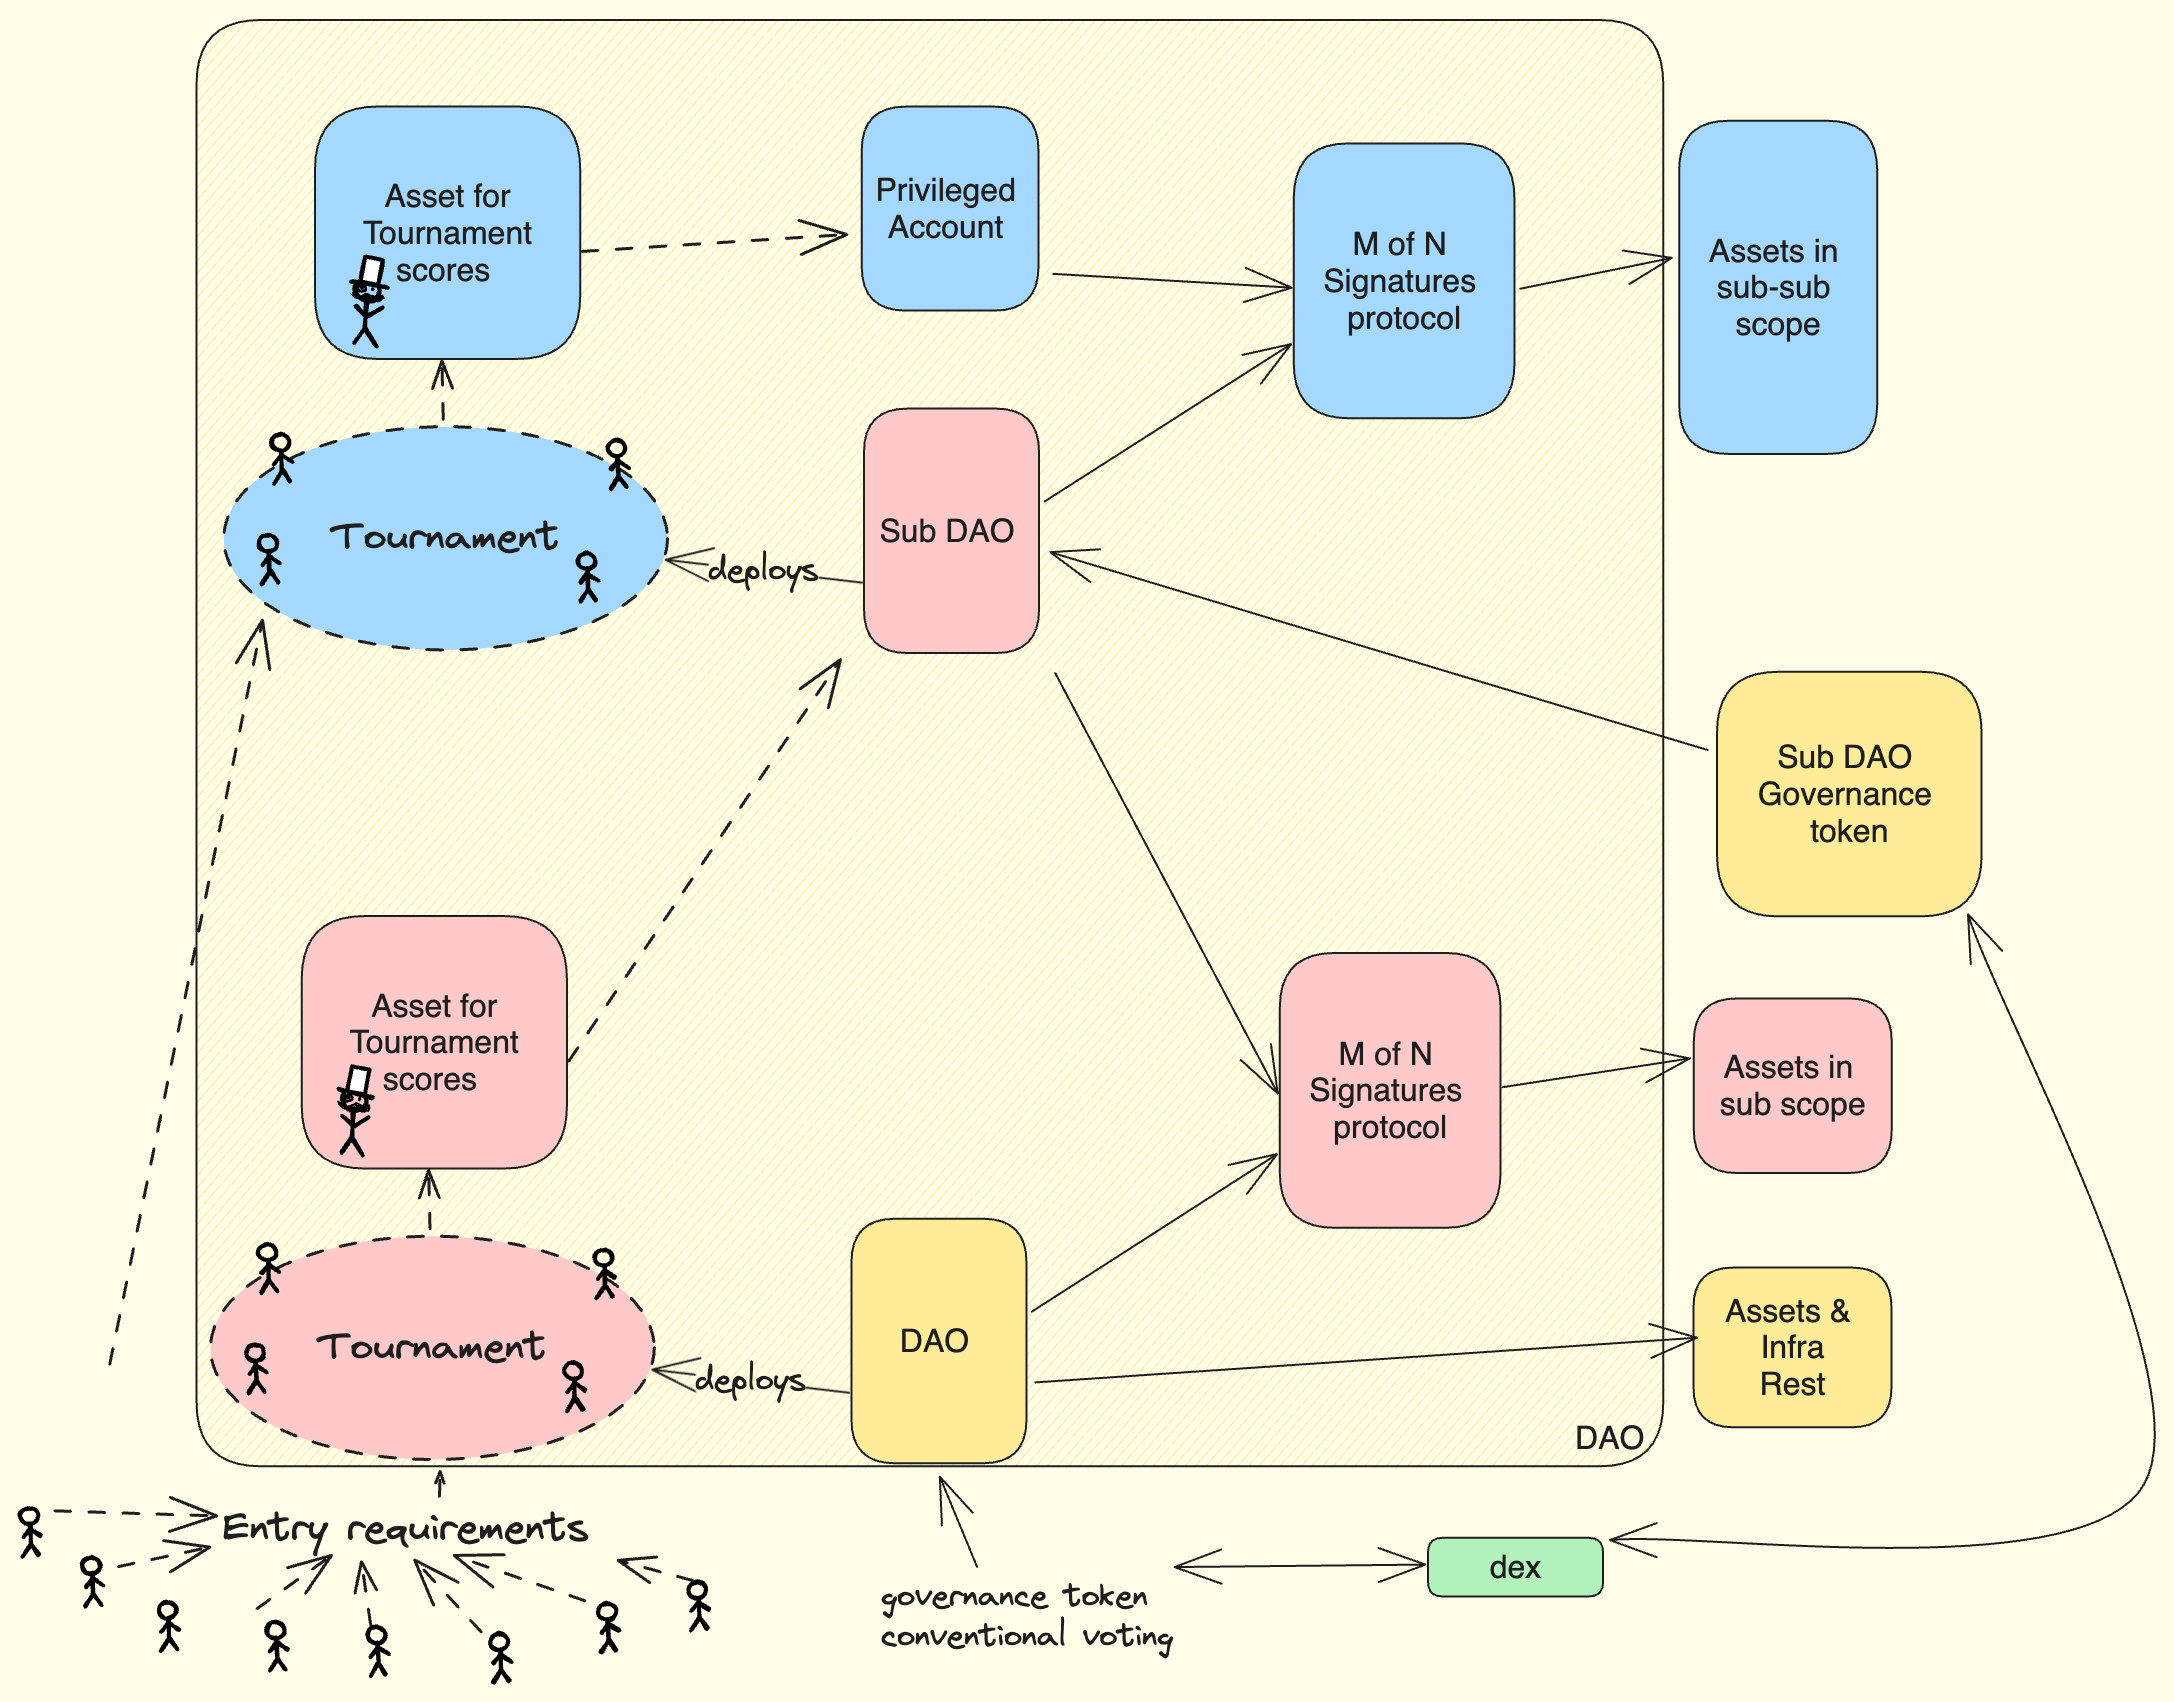 Asset for
Tournament
scores
Privileged
Account
M of N
Signatures
protocol
Assets in
sub-sub
scope
Tournament
deploys
Sub DAO
Sub DAO
Governance
token
Asset for
Tournament
scores
M of N
Signatures
protocol
Assets in
sub scope
Tournament
deploys
DAO
Assets &
Infra
Rest
DAO
Entry requirements
governance token
conventional voting
dex